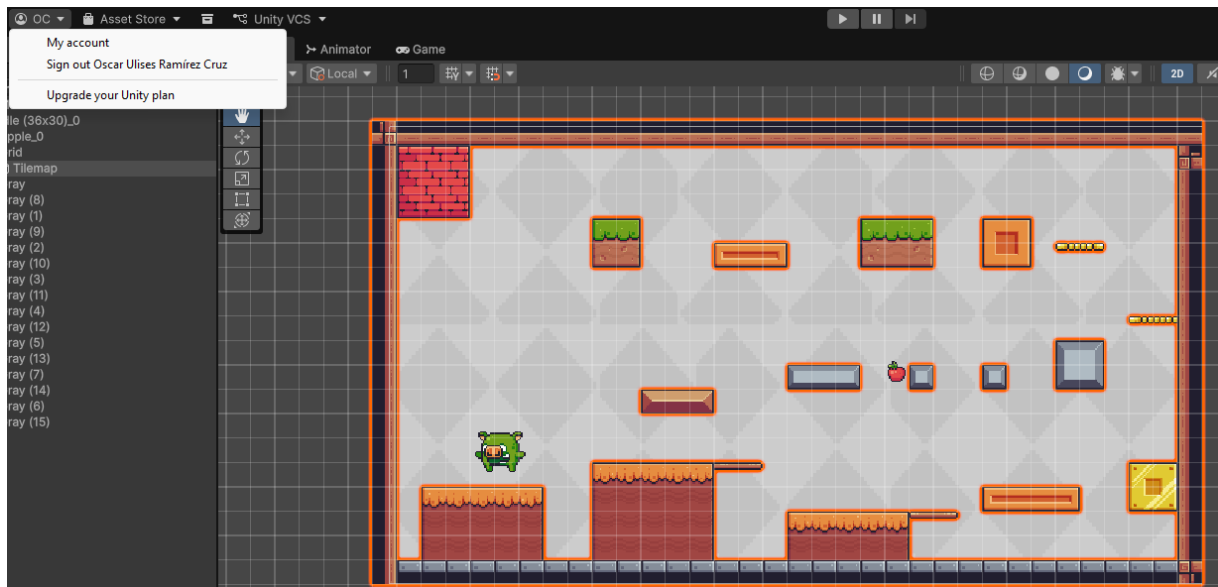 OC Asset Store Unity VCS
My account
Sign out Oscar Ulises Ramírez Cruz
Upgrade your Unity plan
Animator Game
Local 1 2D
lle (36x30)_0
pple_0
rid
Tilemap
ray
ray (8)
ray (1)
ray (9)
ray (2)
ray (10)
ray (3)
ray (11)
ray (4)
ray (12)
ray (5)
ray (13)
ray (7)
ray (14)
ray (6)
ray (15)